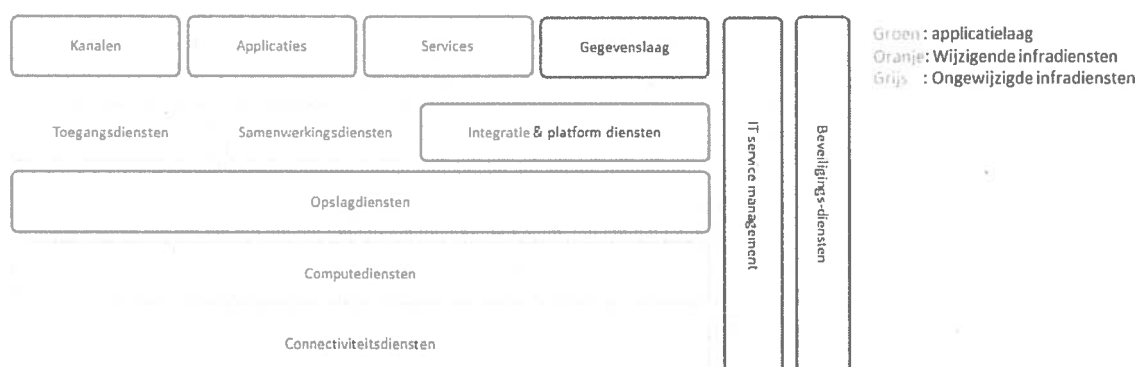 Kanalen
Applicaties
Services
Gegevenslaag
Groen : applicatielaag
Oranje: Wijzigende infradiensten
Grijs : Ongewijzigde infradiensten
Toegangsdiensten
Samenwerkingsdiensten
Integratie & platform diensten
Opslagdiensten
Computediensten
Connectiviteitsdiensten
IT service management
Beveiligings-diensten